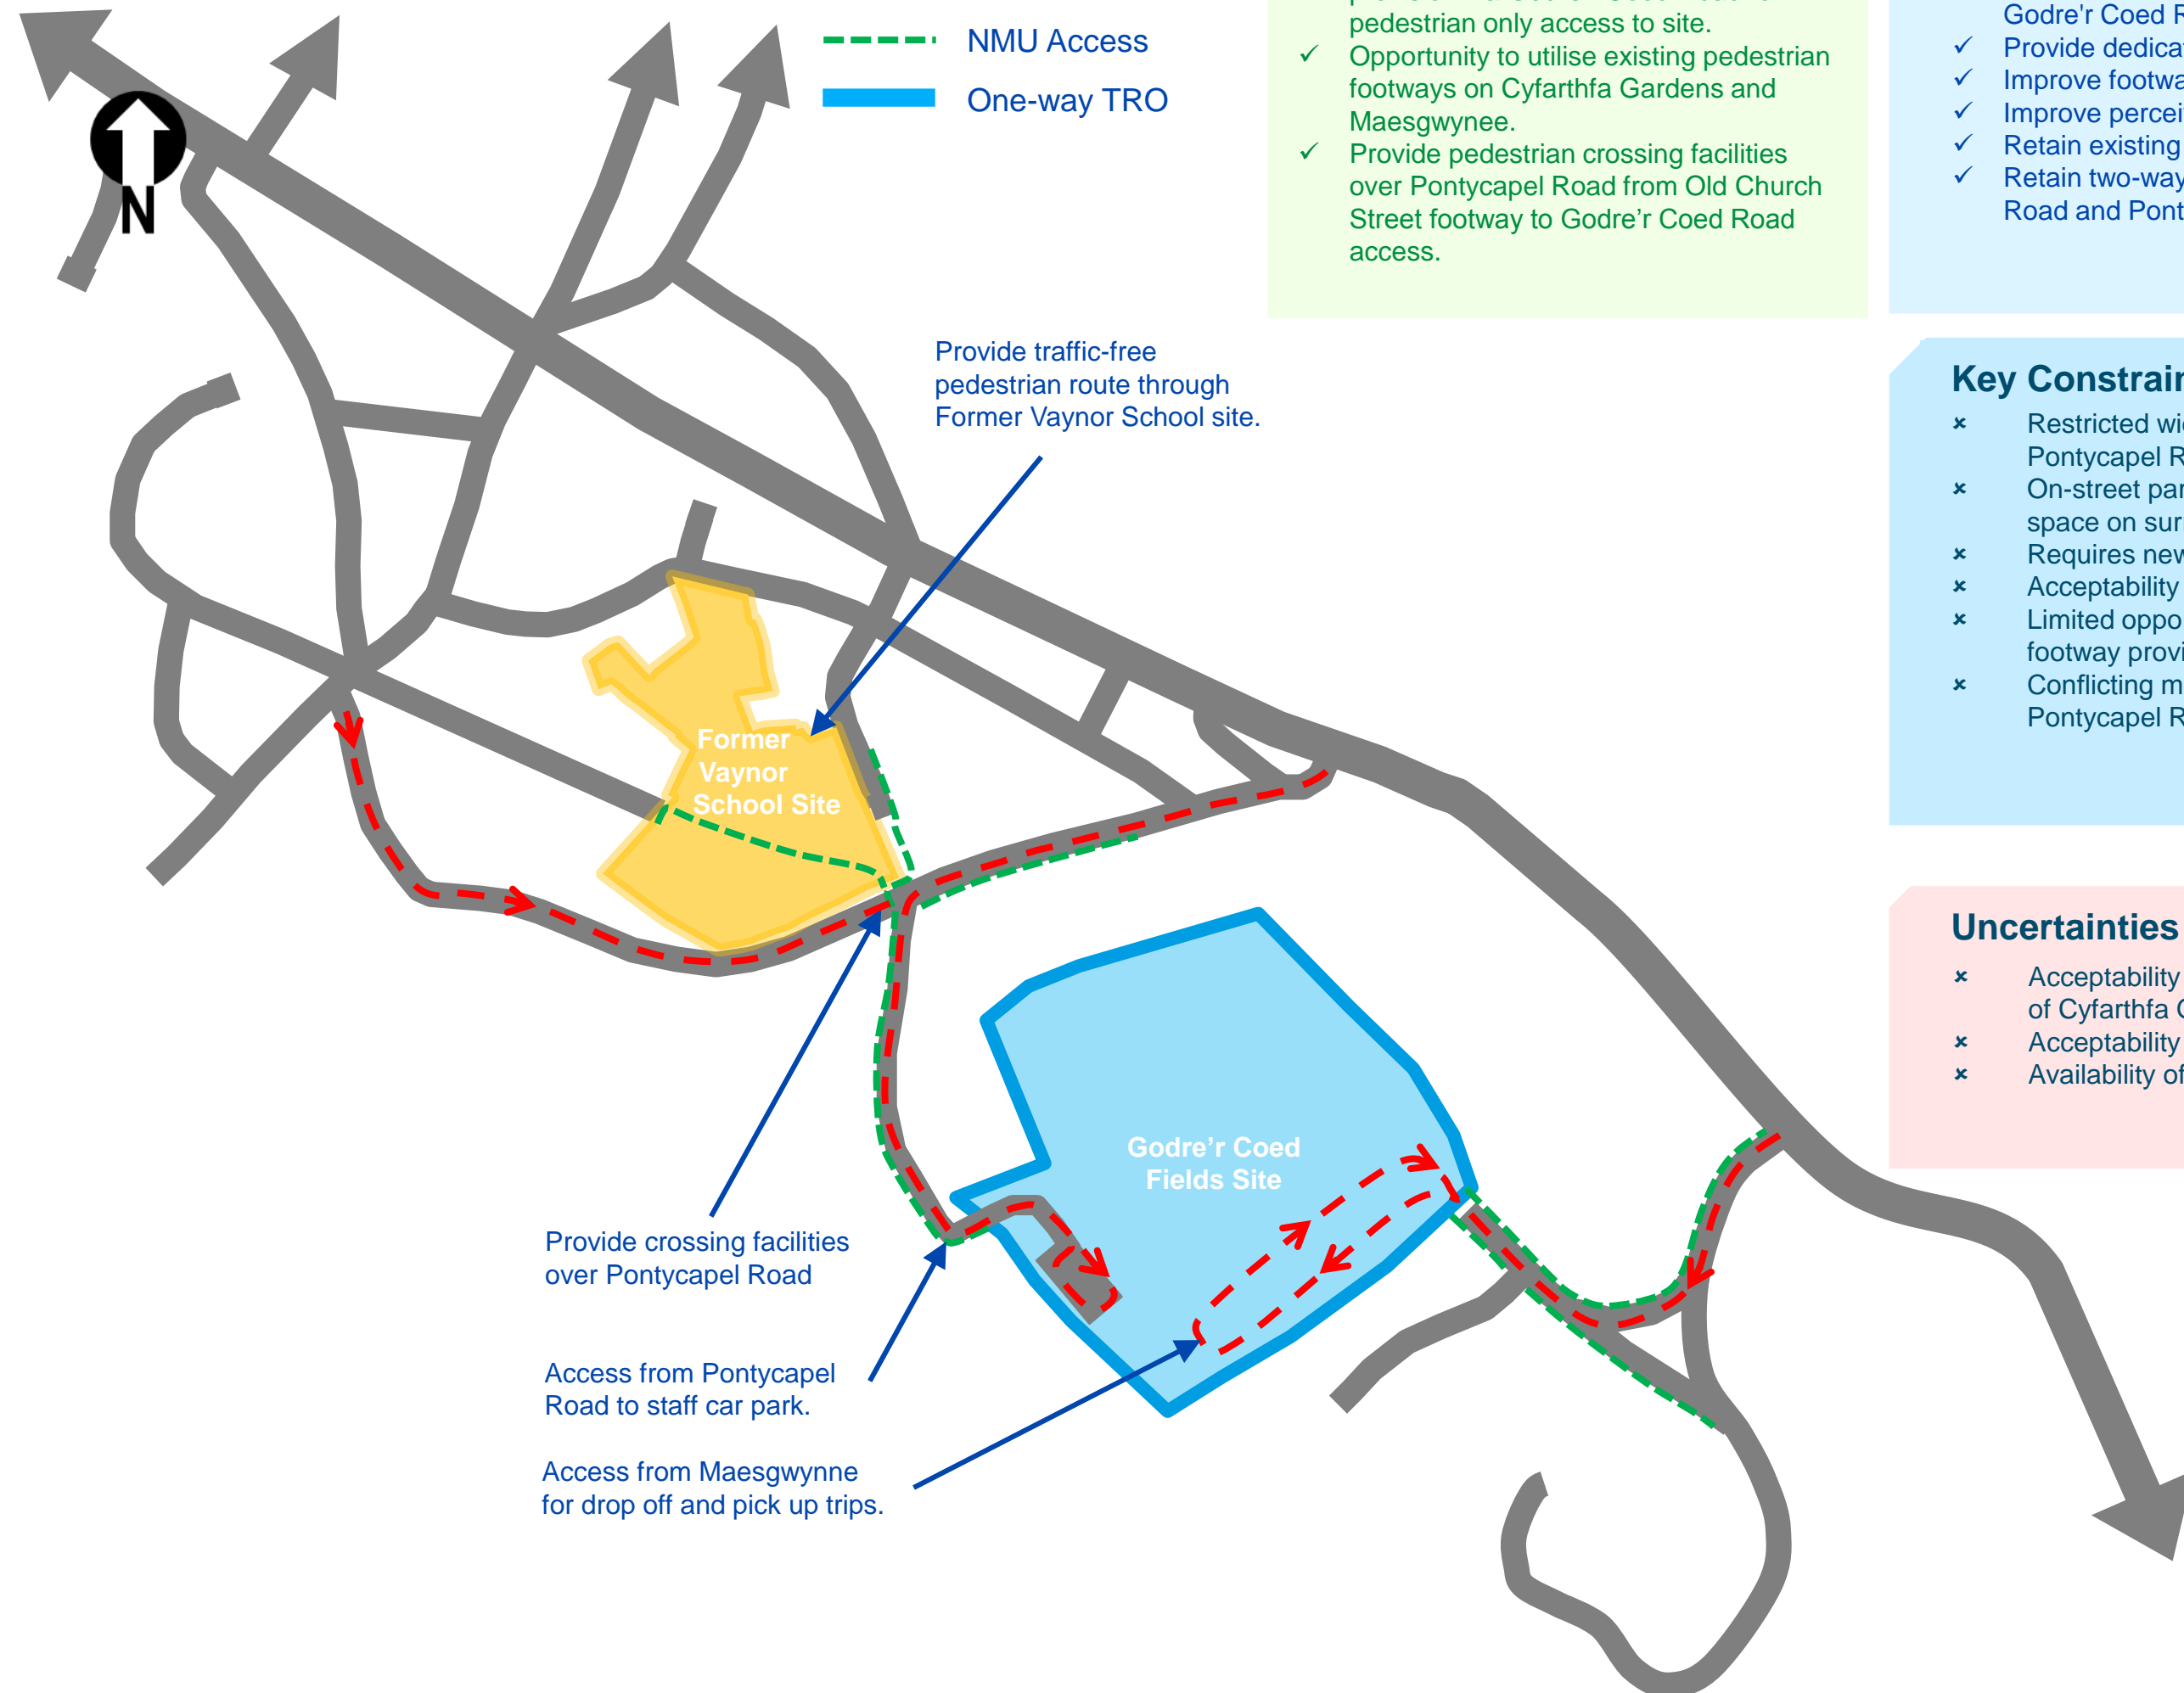 N
NMU Access
One-way TRO
pedestrian only access to site.
✓ Opportunity to utilise existing pedestrian
footways on Cyfarthfa Gardens and
Maesgwynee.
✓ Provide pedestrian crossing facilities
over Pontycapel Road from Old Church
Street footway to Godre’r Coed Road
access.
Godre'r Coed R
✓ Provide dedica
✓ Improve footwa
✓ Improve percei
✓ Retain existing
✓ Retain two-way
Road and Pont
Provide traffic-free
pedestrian route through
Former Vaynor School site.
Key Constrain
× Restricted wi
Pontycapel R
× On-street par
space on sur
× Requires new
× Acceptability
× Limited oppo
footway provi
× Conflicting m
Pontycapel R
Former
Vaynor
School Site
Uncertainties
× Acceptability
of Cyfarthfa G
× Acceptability
× Availability of
Godre’r Coed
Fields Site
Provide crossing facilities
over Pontycapel Road
Access from Pontycapel
Road to staff car park.
Access from Maesgwynne
for drop off and pick up trips.